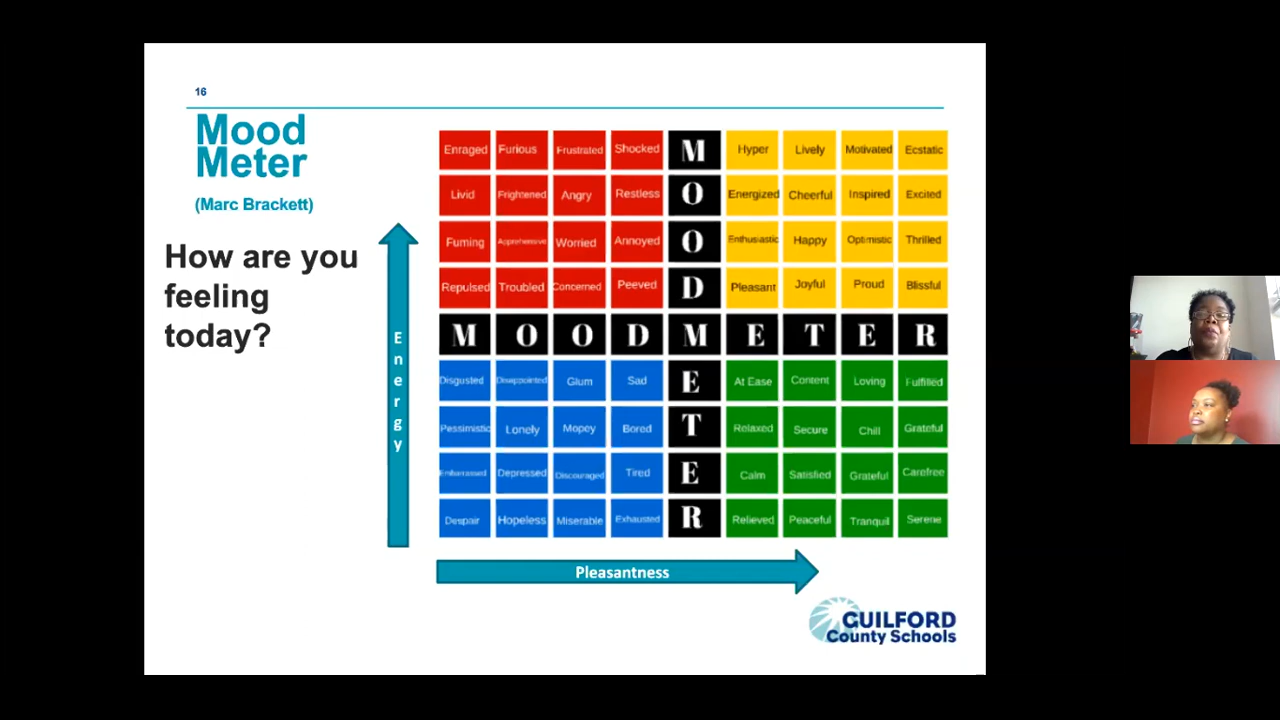 16
Mood
Meter
(Marc Brackett)
How are you
feeling
today?
Energy
Enraged Furious Frustrated Shocked M Hyper Lively Motivated Ecstatic
Livid Frightened Angry Restless O Energized Cheerful Inspired Excited
Fuming Apprehensive Worried Annoyed O Enthusiastic Happy Optimistic Thrilled
Repulsed Troubled Concerned Peeved D Pleasant Joyful Proud Blissful
M O O D M E T E R
Disgusted Disappointed Glum Sad E At Ease Content Loving Fulfilled
Pessimistic Lonely Mopey Bored T Relaxed Secure Chill Grateful
Embarrassed Depressed Discouraged Tired E Calm Satisfied Grateful Carefree
Despair Hopeless Miserable Exhausted R Relieved Peaceful Tranquil Serene
Pleasantness
GUILFORD
County Schools